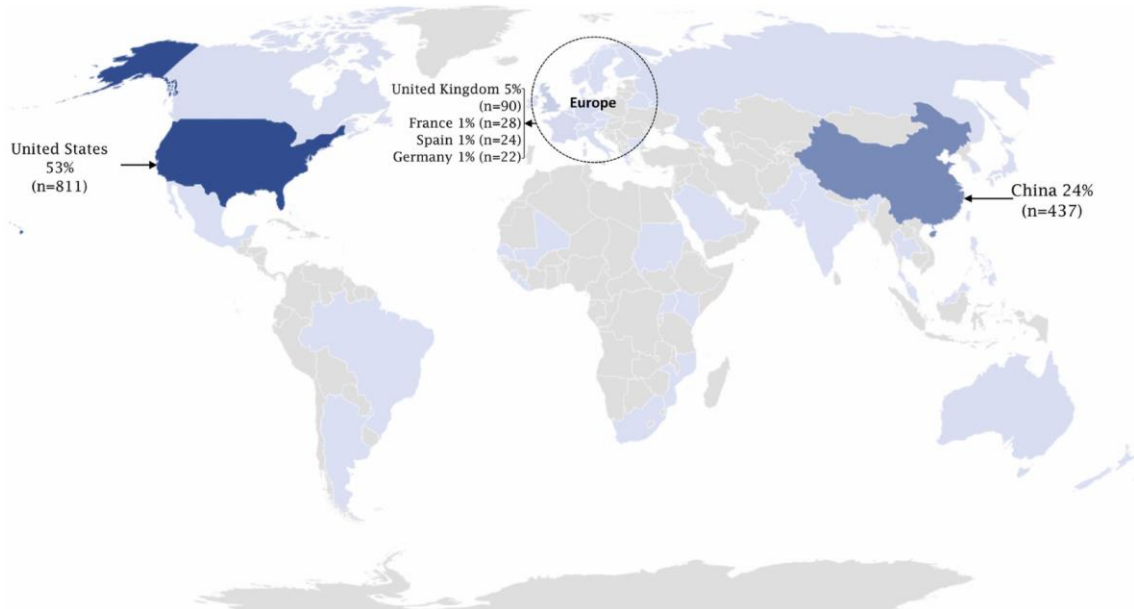 United States
53%
(n=811)
United Kingdom 5%
(n=90)
France 1% (n=28)
Spain 1% (n=24)
Germany 1% (n=22)
Europe
China 24%
(n=437)